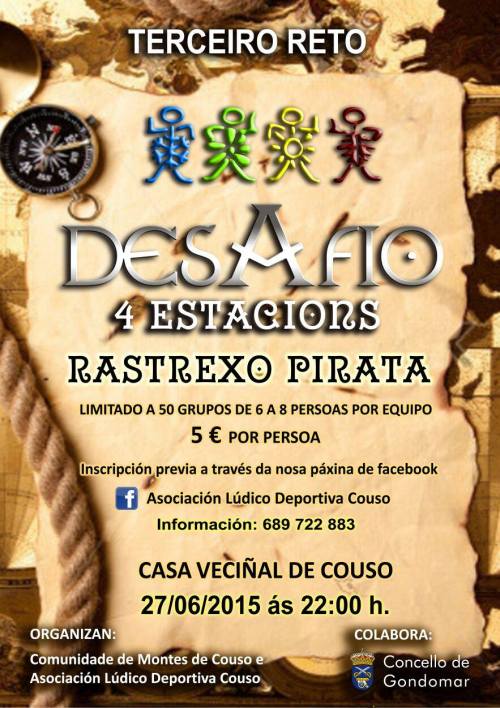 TERCEIRO RETO
DESAFIO
4 ESTACIONS
RASTREXO PIRATA
LIMITADO A 50 GRUPOS DE 6 A 8 PERSOAS POR EQUIPO
5 € POR PERSOA
Inscripción previa a través da nosa páxina de facebook
f Asociación Lúdico Deportiva Couso
Información: 689 722 883
CASA VECIÑAL DE COUSO
27/06/2015 ás 22:00 h.
ORGANIZAN:
Comunidade de Montes de Couso e
Asociación Lúdico Deportiva Couso
COLABORA:
Concello de
Gondomar